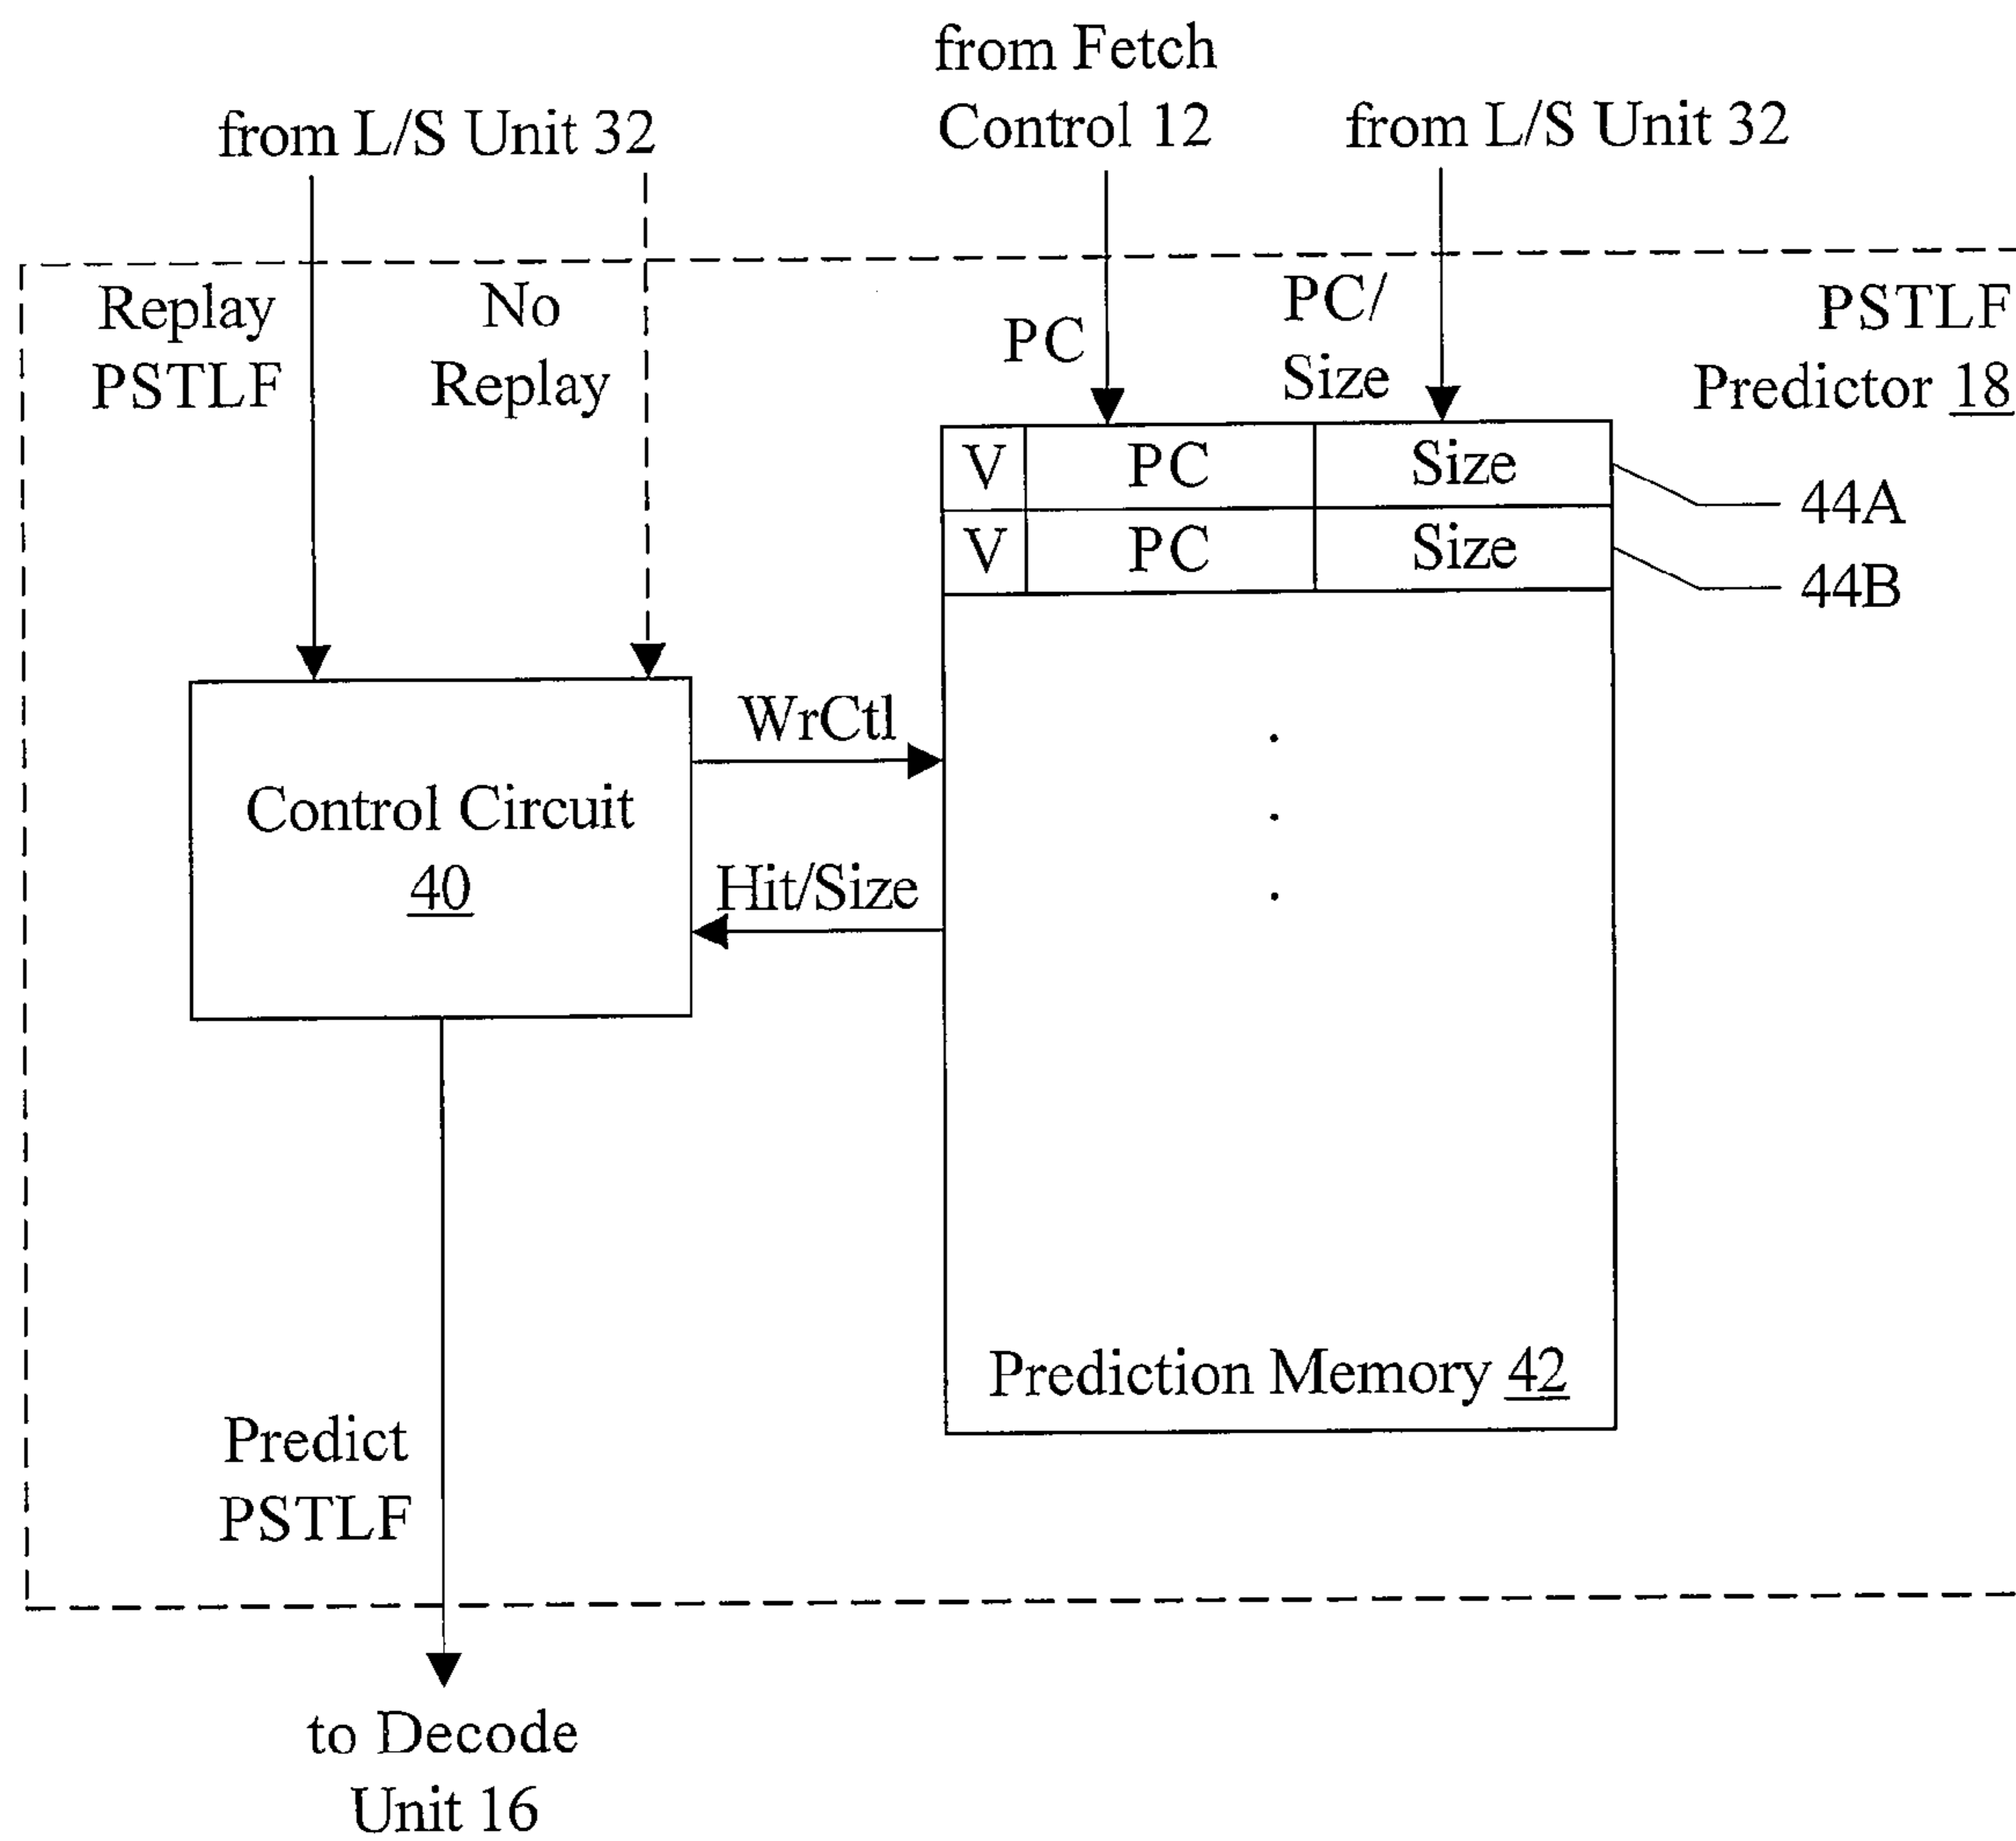 from Fetch
Control 12
from L/S Unit 32
from L/S Unit 32
Replay
PSTLF
No
Replay
PC
PC/
Size
PSTLF
Predictor 18
V PC Size
44A
V PC Size
44B
WrCtl
Control Circuit
40
Hit/Size
Prediction Memory 42
Predict
PSTLF
to Decode
Unit 16